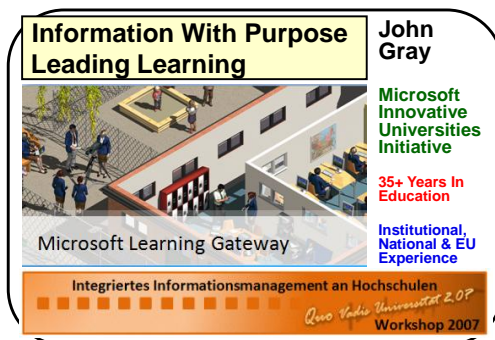 Information With Purpose
Leading Learning
John
Gray
Microsoft
Innovative
Universities
Initiative
35+ Years In
Education
Institutional,
National & EU
Experience
Microsoft Learning Gateway
Integriertes Informationsmanagement an Hochschulen
Quo Vadis Universität 2.0?
Workshop 2007